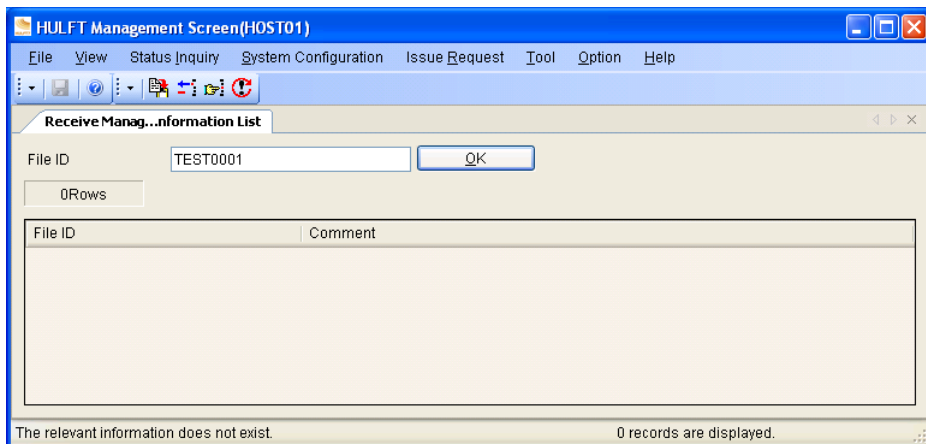 HULFT Management Screen(HOST01)
File View Status Inquiry System Configuration Issue Request Tool Option Help
Receive Manag...nformation List
File ID TEST0001 OK
0Rows
File ID Comment
The relevant information does not exist. 0 records are displayed.